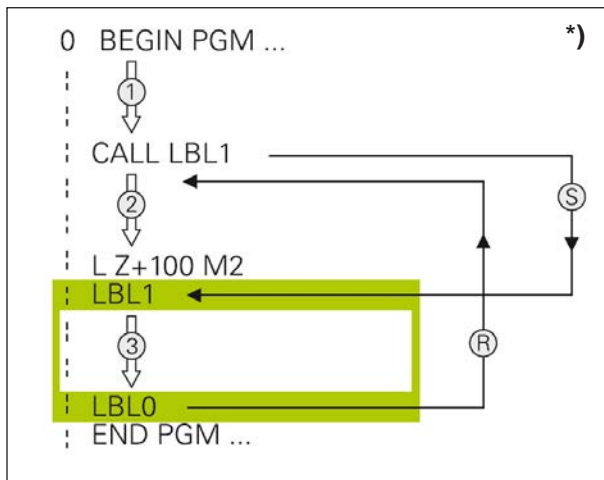 0 BEGIN PGM ... *)
1
CALL LBL1
S
2
L Z+100 M2
LBL1
3
R
LBL0
END PGM ...